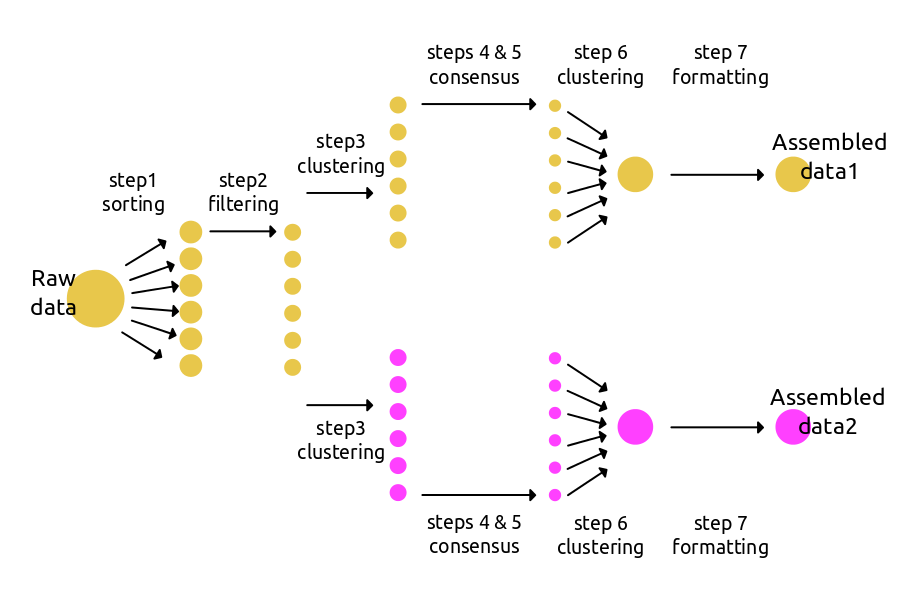 steps 4 & 5
consensus
step 6
clustering
step 7
formatting
step3
clustering
Assembled
data1
step1
sorting
step2
filtering
Raw
data
step3
clustering
Assembled
data2
steps 4 & 5
consensus
step 6
clustering
step 7
formatting